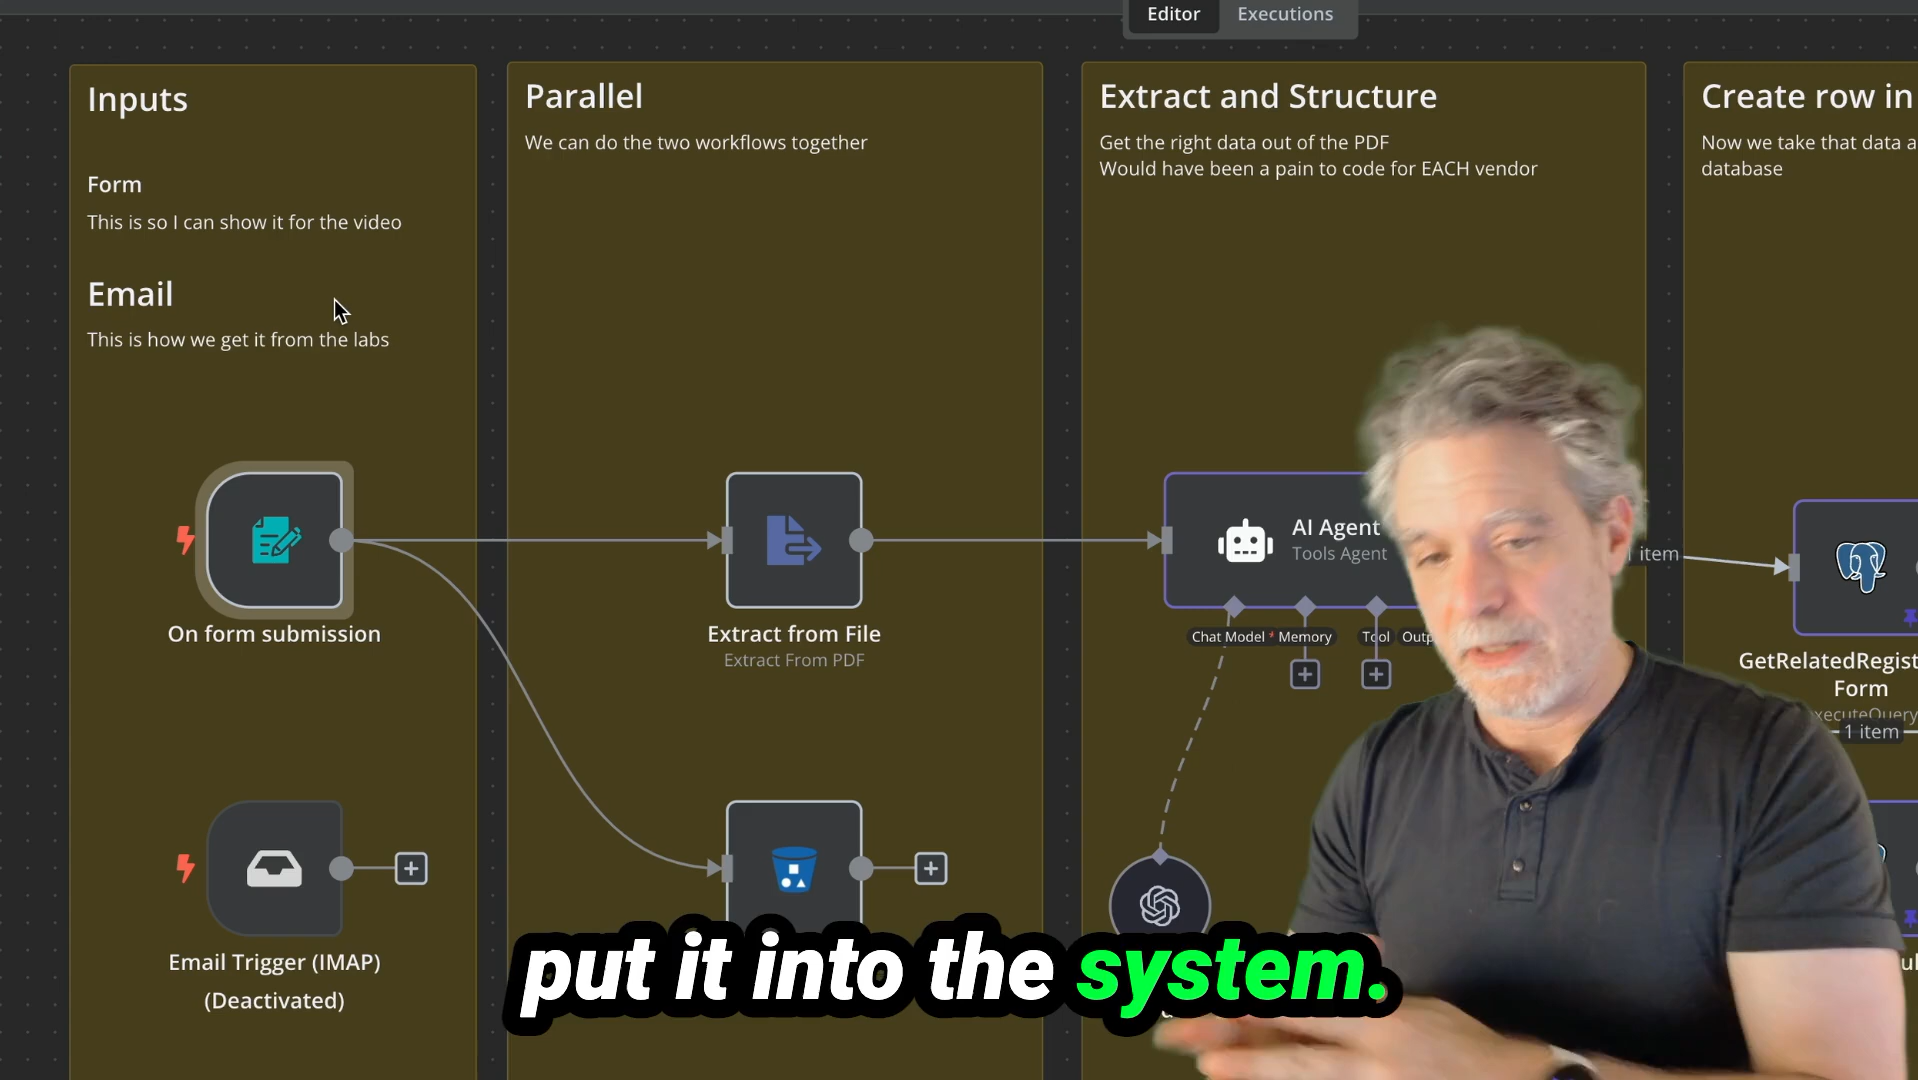 Editor
Executions
Inputs
Form
This is so I can show it for the video
Email
This is how we get it from the labs
On form submission
Email Trigger (IMAP)
(Deactivated)
Parallel
We can do the two workflows together
Extract from File
Extract From PDF
Extract and Structure
Get the right data out of the PDF
Would have been a pain to code for EACH vendor
AI Agent
Tools Agent
Chat Model *
Memory
Tool
Outp
Create row in
Now we take that data a
database
1 item
GetRelatedRegist
Form
xecuteQuery
1 item
put it into the system.